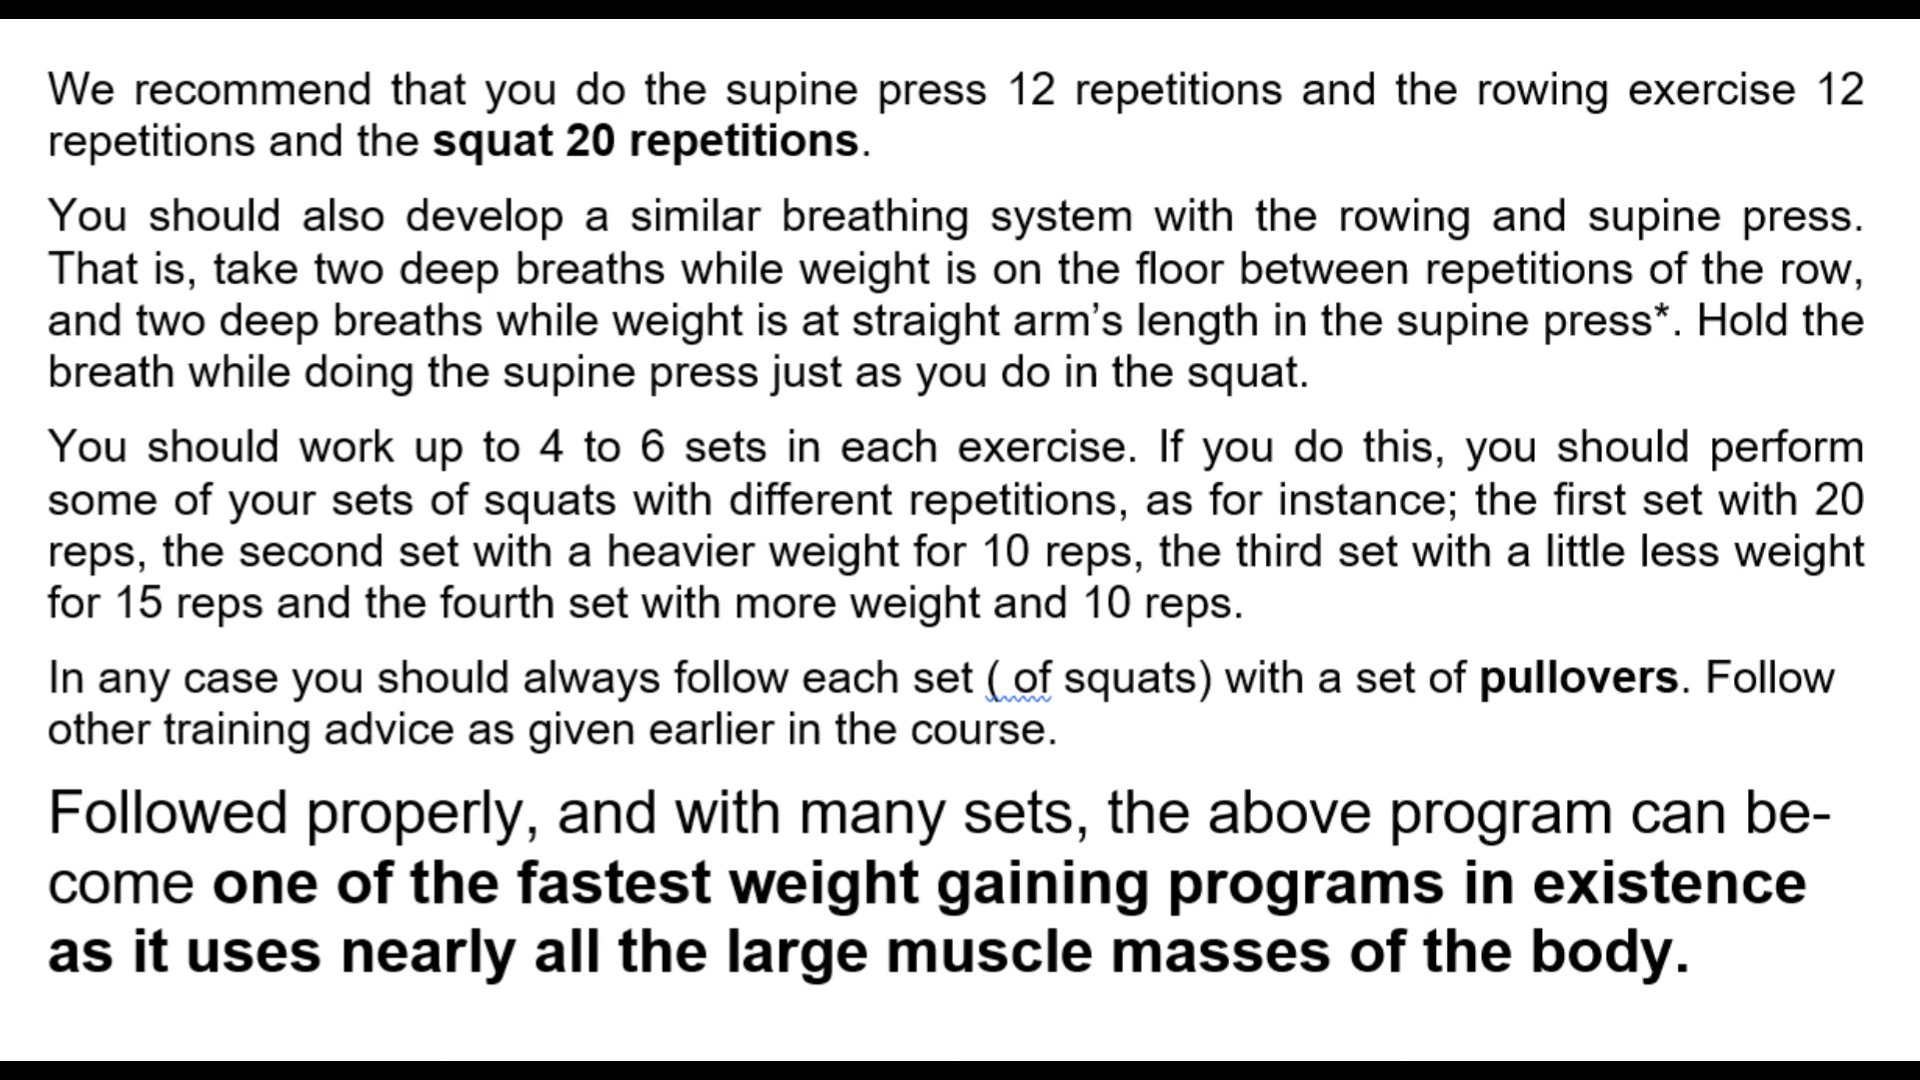 We recommend that you do the supine press 12 repetitions and the rowing exercise 12
repetitions and the squat 20 repetitions.
You should also develop a similar breathing system with the rowing and supine press.
That is, take two deep breaths while weight is on the floor between repetitions of the row,
and two deep breaths while weight is at straight arm’s length in the supine press*. Hold the
breath while doing the supine press just as you do in the squat.
You should work up to 4 to 6 sets in each exercise. If you do this, you should perform
some of your sets of squats with different repetitions, as for instance; the first set with 20
reps, the second set with a heavier weight for 10 reps, the third set with a little less weight
for 15 reps and the fourth set with more weight and 10 reps.
In any case you should always follow each set ( of squats) with a set of pullovers. Follow
other training advice as given earlier in the course.
Followed properly, and with many sets, the above program can be-
come one of the fastest weight gaining programs in existence
as it uses nearly all the large muscle masses of the body.